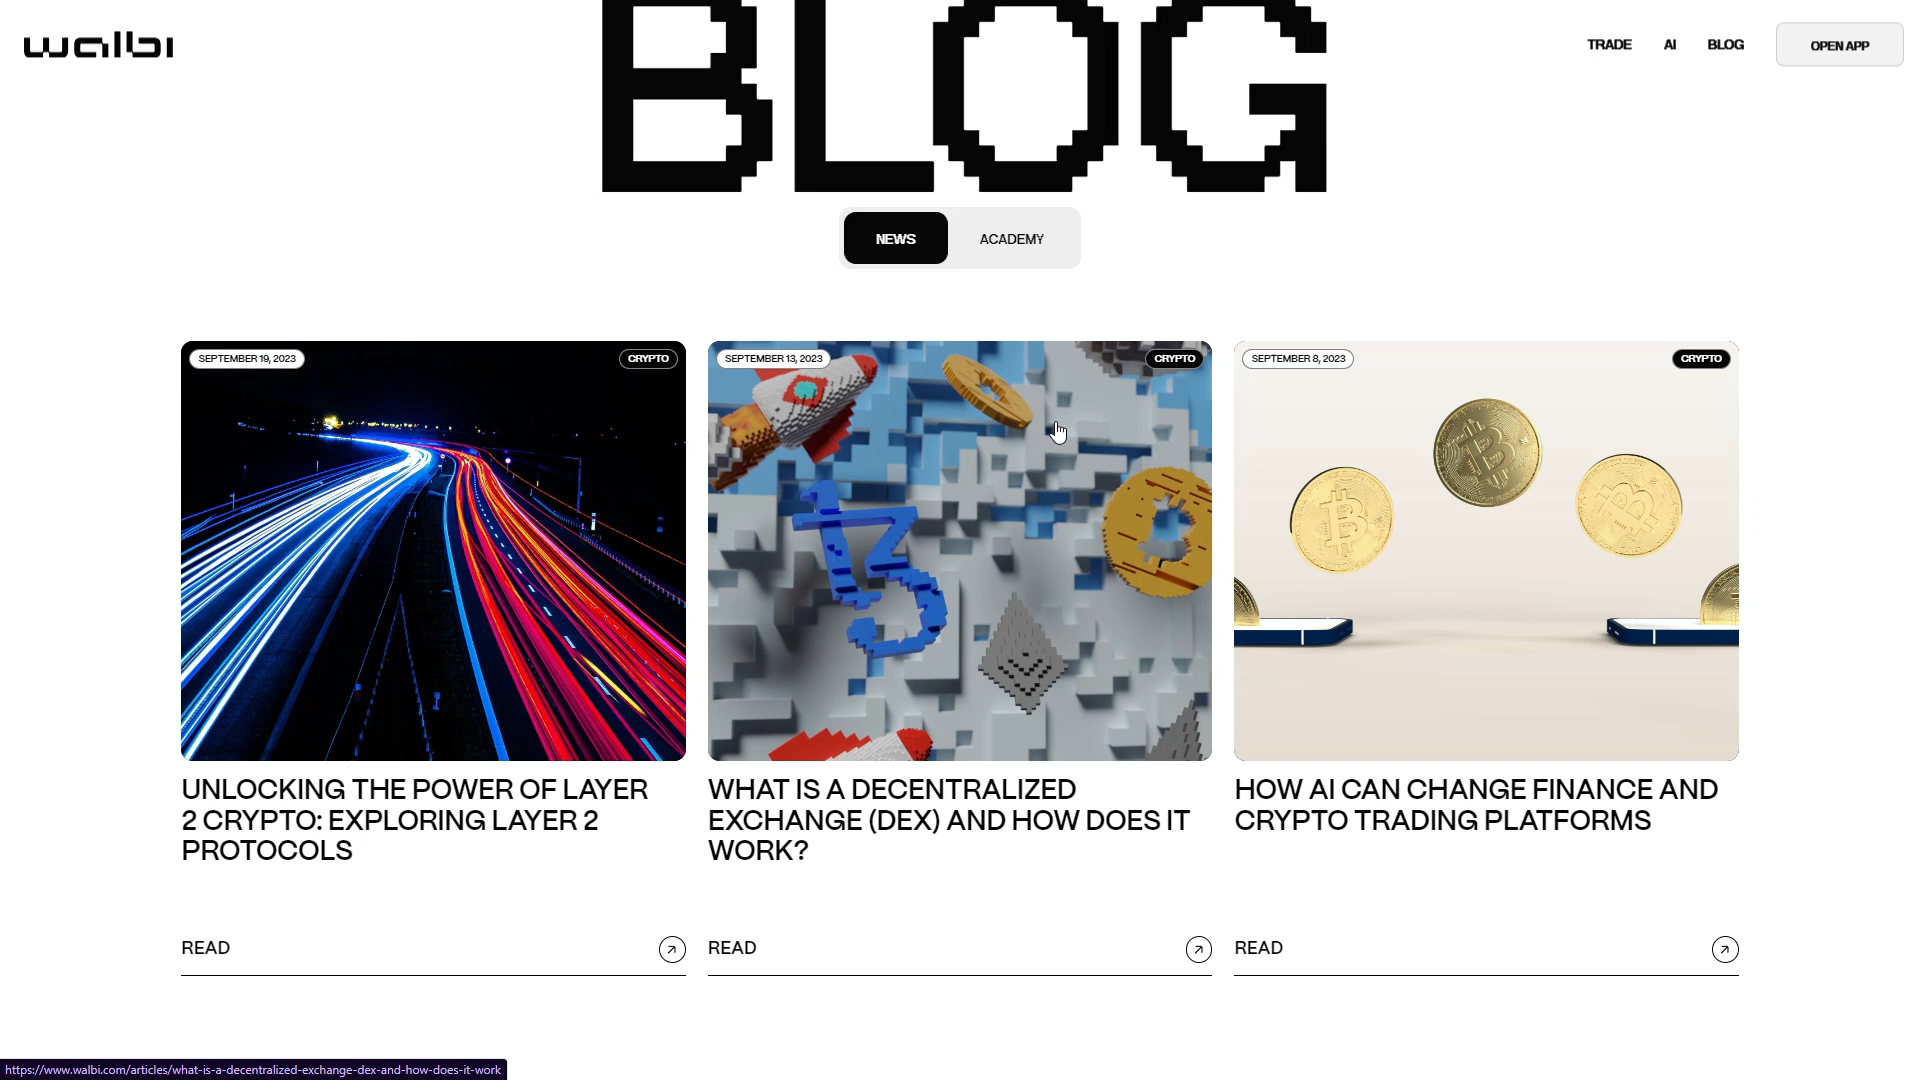 BLOG
walbi
TRADE
AI
BLOG
OPEN APP
NEWS
ACADEMY
SEPTEMBER 19, 2023
CRYPTO
SEPTEMBER 13, 2023
CRYPTO
SEPTEMBER 8, 2023
CRYPTO
UNLOCKING THE POWER OF LAYER
2 CRYPTO: EXPLORING LAYER 2
PROTOCOLS
WHAT IS A DECENTRALIZED
EXCHANGE (DEX) AND HOW DOES IT
WORK?
HOW AI CAN CHANGE FINANCE AND
CRYPTO TRADING PLATFORMS
READ
READ
READ
https://www.walbi.com/articles/what-is-a-decentralized-exchange-dex-and-how-does-it-work